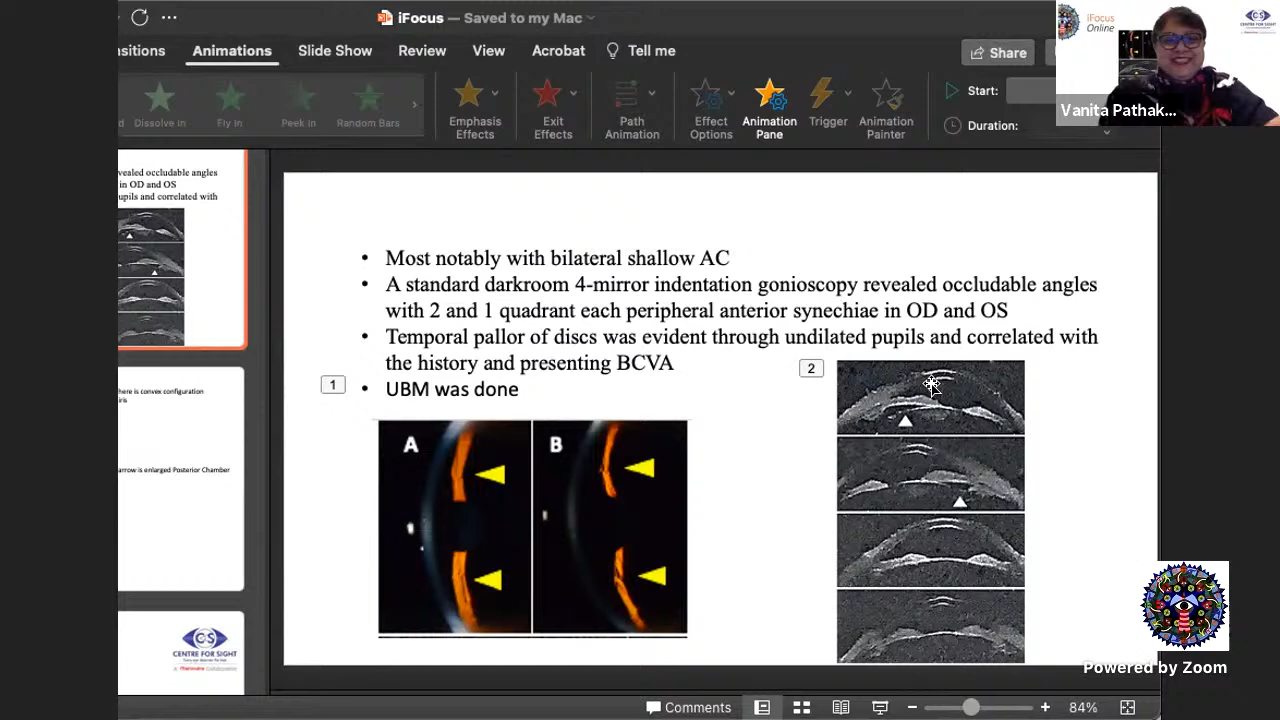 iFocus — Saved to my Mac
sitions Animations Slide Show Review View Acrobat Tell me
Share
iFocus
Online
Vanita Pathak...
Dissolve In Fly In Peek In Random Bars
Emphasis
Effects
Exit
Effects
Path
Animation
Effect
Options
Animation
Pane
Trigger
Animation
Painter
Start:
Duration:
vealed occludable angles
in OD and OS
upils and correlated with
here is convex configuration
iris
arrow is enlarged Posterior Chamber
CS
CENTRE FOR SIGHT
• Most notably with bilateral shallow AC
• A standard darkroom 4-mirror indentation gonioscopy revealed occludable angles
with 2 and 1 quadrant each peripheral anterior synechiae in OD and OS
• Temporal pallor of discs was evident through undilated pupils and correlated with
the history and presenting BCVA
• UBM was done
1
2
A
B
Powered by Zoom
Comments
84%